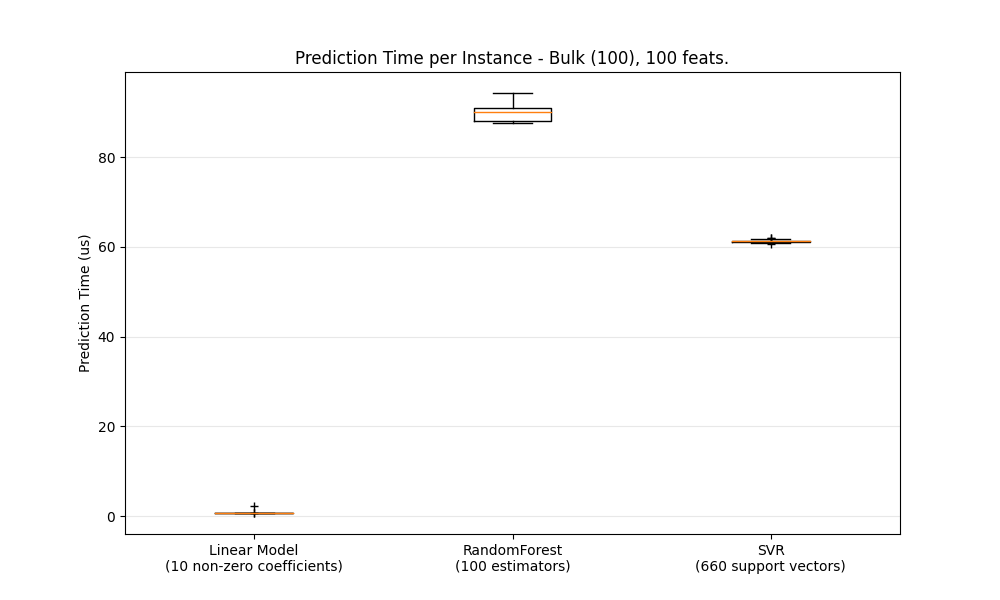 Prediction Time per Instance - Bulk (100), 100 feats.
Prediction Time (us)
80
60
40
20
0
Linear Model
(10 non-zero coefficients)
RandomForest
(100 estimators)
SVR
(660 support vectors)